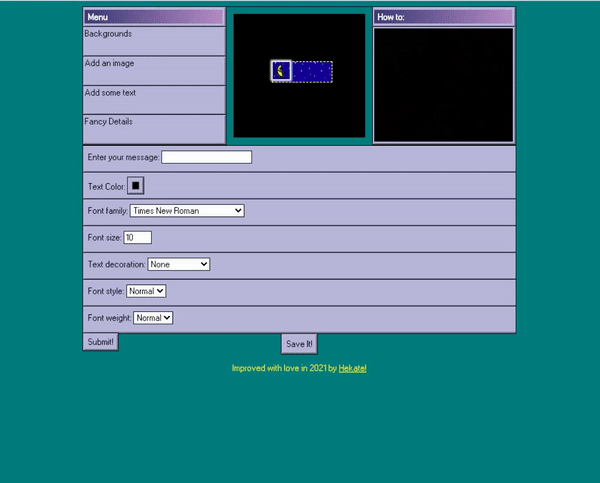 Menu
How to:
Backgrounds
Add an image
Add some text
Fancy Details
Enter your message:
Text Color:
Font family: Times New Roman
Font size: 10
Text decoration: None
Font style: Normal
Font weight: Normal
Submit!
Save It!
Improved with love in 2021 by Hekate!